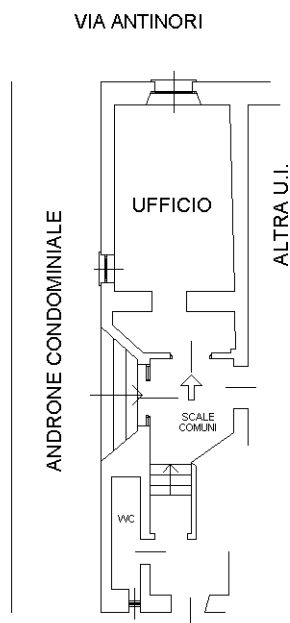 VIA ANTINORI
UFFICIO
ALTRA U.I.
ANDRONE CONDOMINIALE
SCALE
COMUNI
WC